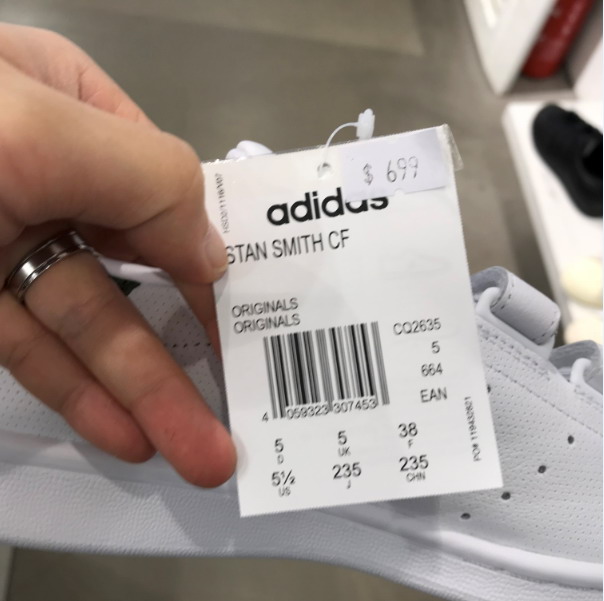 $ 699
adidas
STAN SMITH CF
ORIGINALS
ORIGINALS
CQ2635
5
664
EAN
4 059323 307453
5 5 38
D UK F
5½ 235 235
US J CHN